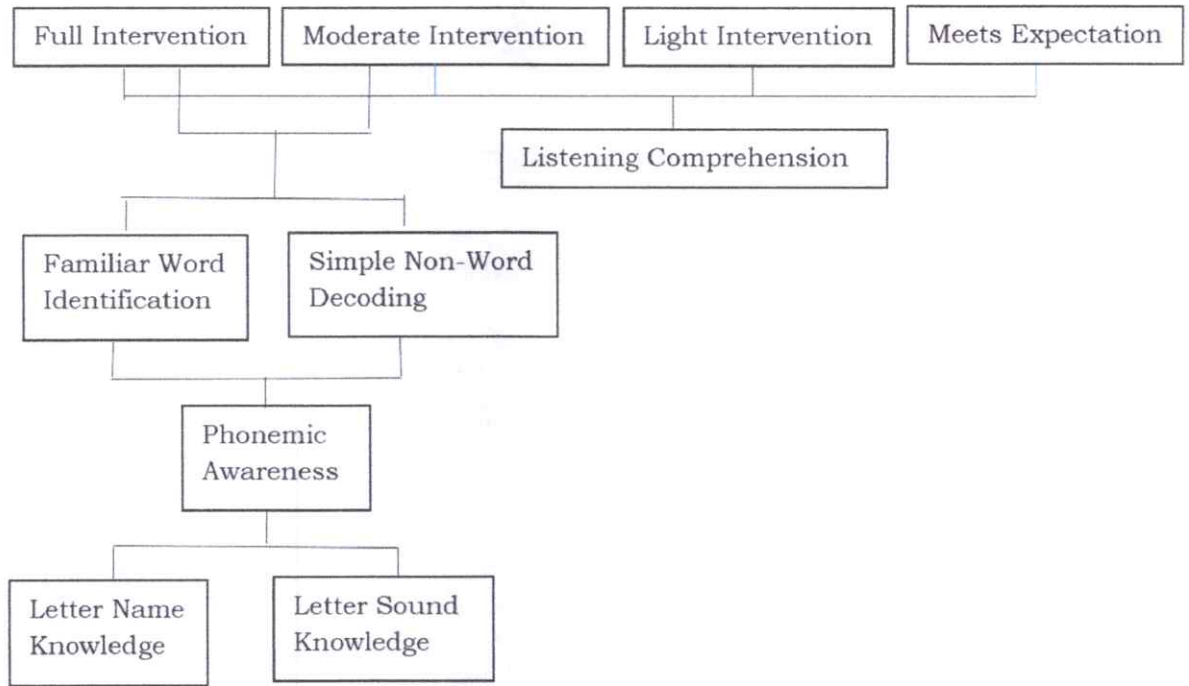 Full Intervention
Moderate Intervention
Light Intervention
Meets Expectation
Listening Comprehension
Familiar Word
Identification
Simple Non-Word
Decoding
Phonemic
Awareness
Letter Name
Knowledge
Letter Sound
Knowledge